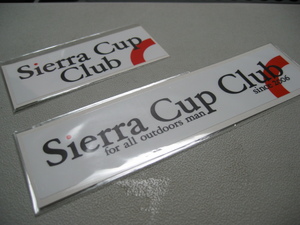 Sierra Cup
Club
Sierra Cup Club
since 2006
for all outdoors man